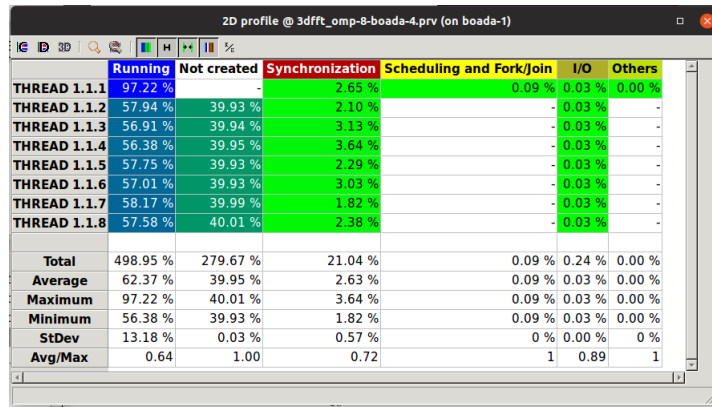 2D profile @ 3dfft_omp-8-boada-4.prv (on boada-1)
3D
H
Running Not created Synchronization Scheduling and Fork/Join I/O Others
THREAD 1.1.1 97.22 % - 2.65 % 0.09 % 0.03 % 0.00 %
THREAD 1.1.2 57.94 % 39.93 % 2.10 % - 0.03 % -
THREAD 1.1.3 56.91 % 39.94 % 3.13 % - 0.03 % -
THREAD 1.1.4 56.38 % 39.95 % 3.64 % - 0.03 % -
THREAD 1.1.5 57.75 % 39.93 % 2.29 % - 0.03 % -
THREAD 1.1.6 57.01 % 39.93 % 3.03 % - 0.03 % -
THREAD 1.1.7 58.17 % 39.99 % 1.82 % - 0.03 % -
THREAD 1.1.8 57.58 % 40.01 % 2.38 % - 0.03 % -
Total 498.95 % 279.67 % 21.04 % 0.09 % 0.24 % 0.00 %
Average 62.37 % 39.95 % 2.63 % 0.09 % 0.03 % 0.00 %
Maximum 97.22 % 40.01 % 3.64 % 0.09 % 0.03 % 0.00 %
Minimum 56.38 % 39.93 % 1.82 % 0.09 % 0.03 % 0.00 %
StDev 13.18 % 0.03 % 0.57 % 0 % 0.00 % 0 %
Avg/Max 0.64 1.00 0.72 1 0.89 1